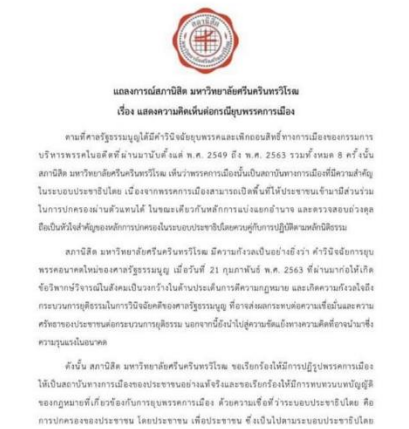 แถลงการณ์สภานิสิต มหาวิทยาลัยศรีนครินทรวิโรฒ
เรื่อง แสดงความคิดเห็นต่อกรณียุบพรรคการเมือง
ตามที่ศาลรัฐธรรมนูญได้มีคำวินิจฉัยยุบพรรคและเพิกถอนสิทธิ์ทางการเมืองของกรรมการ
บริหารพรรคในอดีตที่ผ่านมานับตั้งแต่ พ.ศ. 2549 ถึง พ.ศ. 2563 รวมทั้งหมด 8 ครั้งนั้น
สภานิสิต มหาวิทยาลัยศรีนครินทรวิโรฒ เห็นว่าพรรคการเมืองนั้นเป็นสถาบันทางการเมืองที่มีความสำคัญ
ในระบอบประชาธิปไตย เนื่องจากพรรคการเมืองสามารถเปิดพื้นที่ให้ประชาชนเข้ามามีส่วนร่วม
ในการปกครองผ่านตัวแทนได้ ในขณะเดียวกันหลักการแบ่งแยกอำนาจ และตรวจสอบถ่วงดุล
ถือเป็นหัวใจสำคัญของหลักการปกครองในระบอบประชาธิปไตยควบคู่กับการปฏิบัติตามหลักนิติธรรม
สภานิสิต มหาวิทยาลัยศรีนครินทรวิโรฒ มีความกังวลเป็นอย่างยิ่งว่า คำวินิจฉัยการยุบ
พรรคอนาคตใหม่ของศาลรัฐธรรมนูญ เมื่อวันที่ 21 กุมภาพันธ์ พ.ศ. 2563 ที่ผ่านมาก่อให้เกิด
ข้อวิพากษ์วิจารณ์ในสังคมเป็นวงกว้างในด้านประเด็นการตีความกฎหมาย และเกิดความกังวลใจถึง
กระบวนการยุติธรรมในการวินิจฉัยคดีของศาลรัฐธรรมนูญ ที่อาจส่งผลกระทบต่อความเชื่อมั่นและความ
ศรัทธาของประชาชนต่อกระบวนการยุติธรรม นอกจากนี้ยังนำไปสู่ความขัดแย้งทางความคิดที่อาจนำมาซึ่ง
ความรุนแรงในอนาคต
ดังนั้น สภานิสิต มหาวิทยาลัยศรีนครินทรวิโรฒ ขอเรียกร้องให้มีการปฏิรูปพรรคการเมือง
ให้เป็นสถาบันทางการเมืองของประชาชนอย่างแท้จริงและขอเรียกร้องให้มีการทบทวนบทบัญญัติ
ของกฎหมายที่เกี่ยวข้องกับการยุบพรรคการเมือง ด้วยความเชื่อที่ว่าระบอบประชาธิปไตย คือ
การปกครองของประชาชน โดยประชาชน เพื่อประชาชน ซึ่งเป็นไปตามระบอบประชาธิปไตย